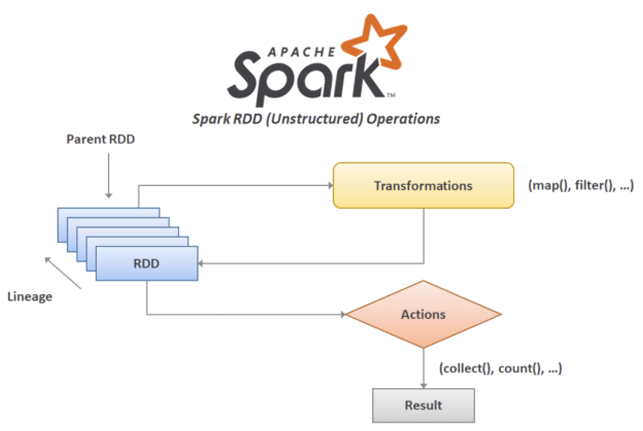 APACHE
Spark™
Spark RDD (Unstructured) Operations
Parent RDD
Transformations
(map(), filter(), ...)
RDD
Lineage
Actions
(collect(), count(), ...)
Result